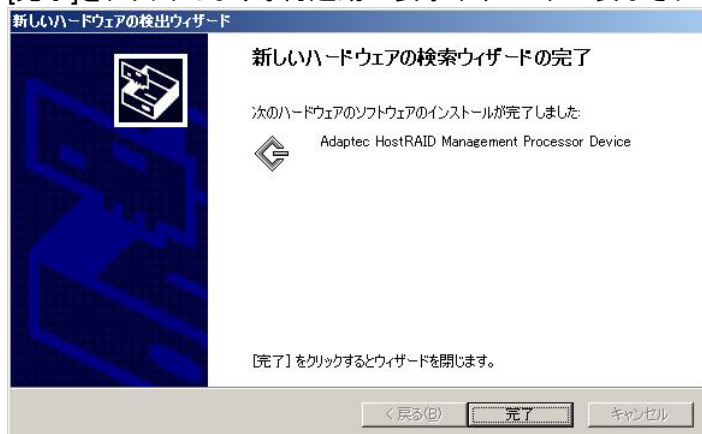 新しいハードウェアの検出ウィザード
新しいハードウェアの検索ウィザードの完了
次のハードウェアのソフトウェアのインストールが完了しました:
Adaptec HostRAID Management Processor Device
[完了] をクリックするとウィザードを閉じます。
< 戻る(B) 完了 キャンセル